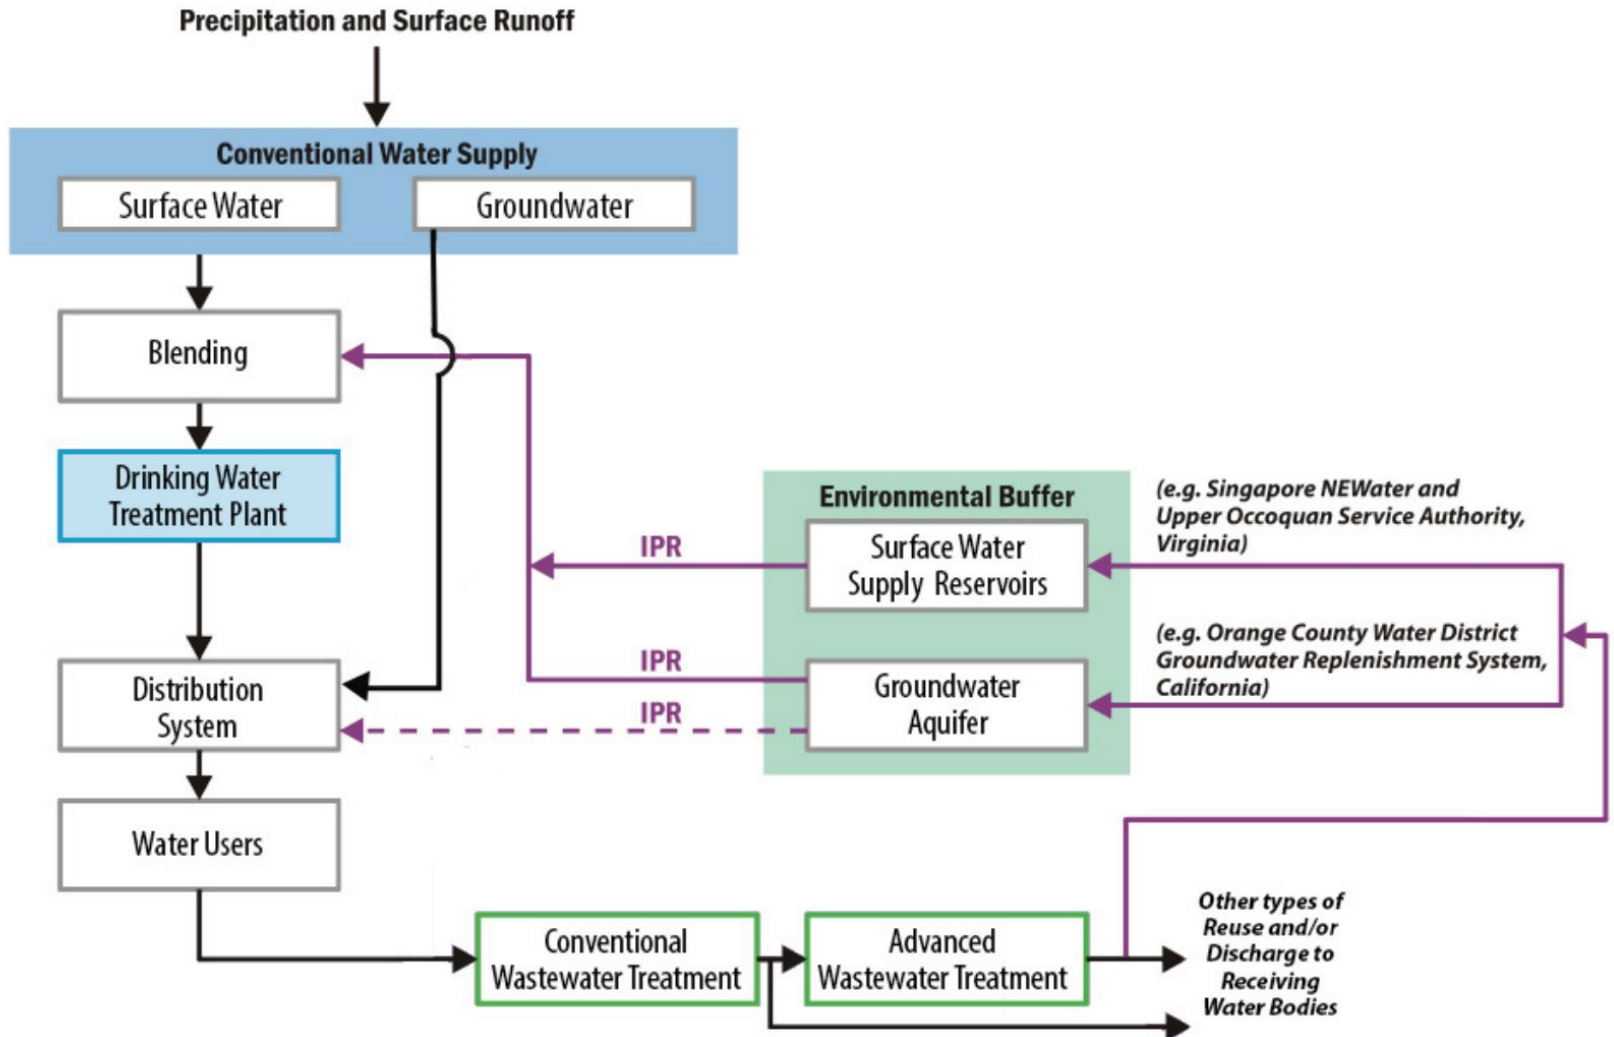 Precipitation and Surface Runoff
Conventional Water Supply
Surface Water
Groundwater
Blending
Drinking Water
Treatment Plant
Distribution
System
Water Users
IPR
IPR
IPR
Environmental Buffer
Surface Water
Supply Reservoirs
Groundwater
Aquifer
(e.g. Singapore NEWater and
Upper Occoquan Service Authority,
Virginia)
(e.g. Orange County Water District
Groundwater Replenishment System,
California)
Conventional
Wastewater Treatment
Advanced
Wastewater Treatment
Other types of
Reuse and/or
Discharge to
Receiving
Water Bodies